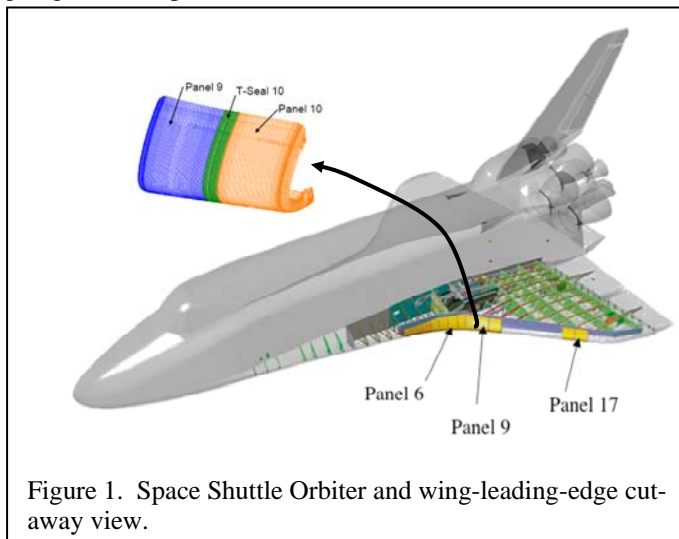 Panel 9
T-Seal 10
Panel 10
Panel 6
Panel 9
Panel 17
Figure 1. Space Shuttle Orbiter and wing-leading-edge cut-
away view.